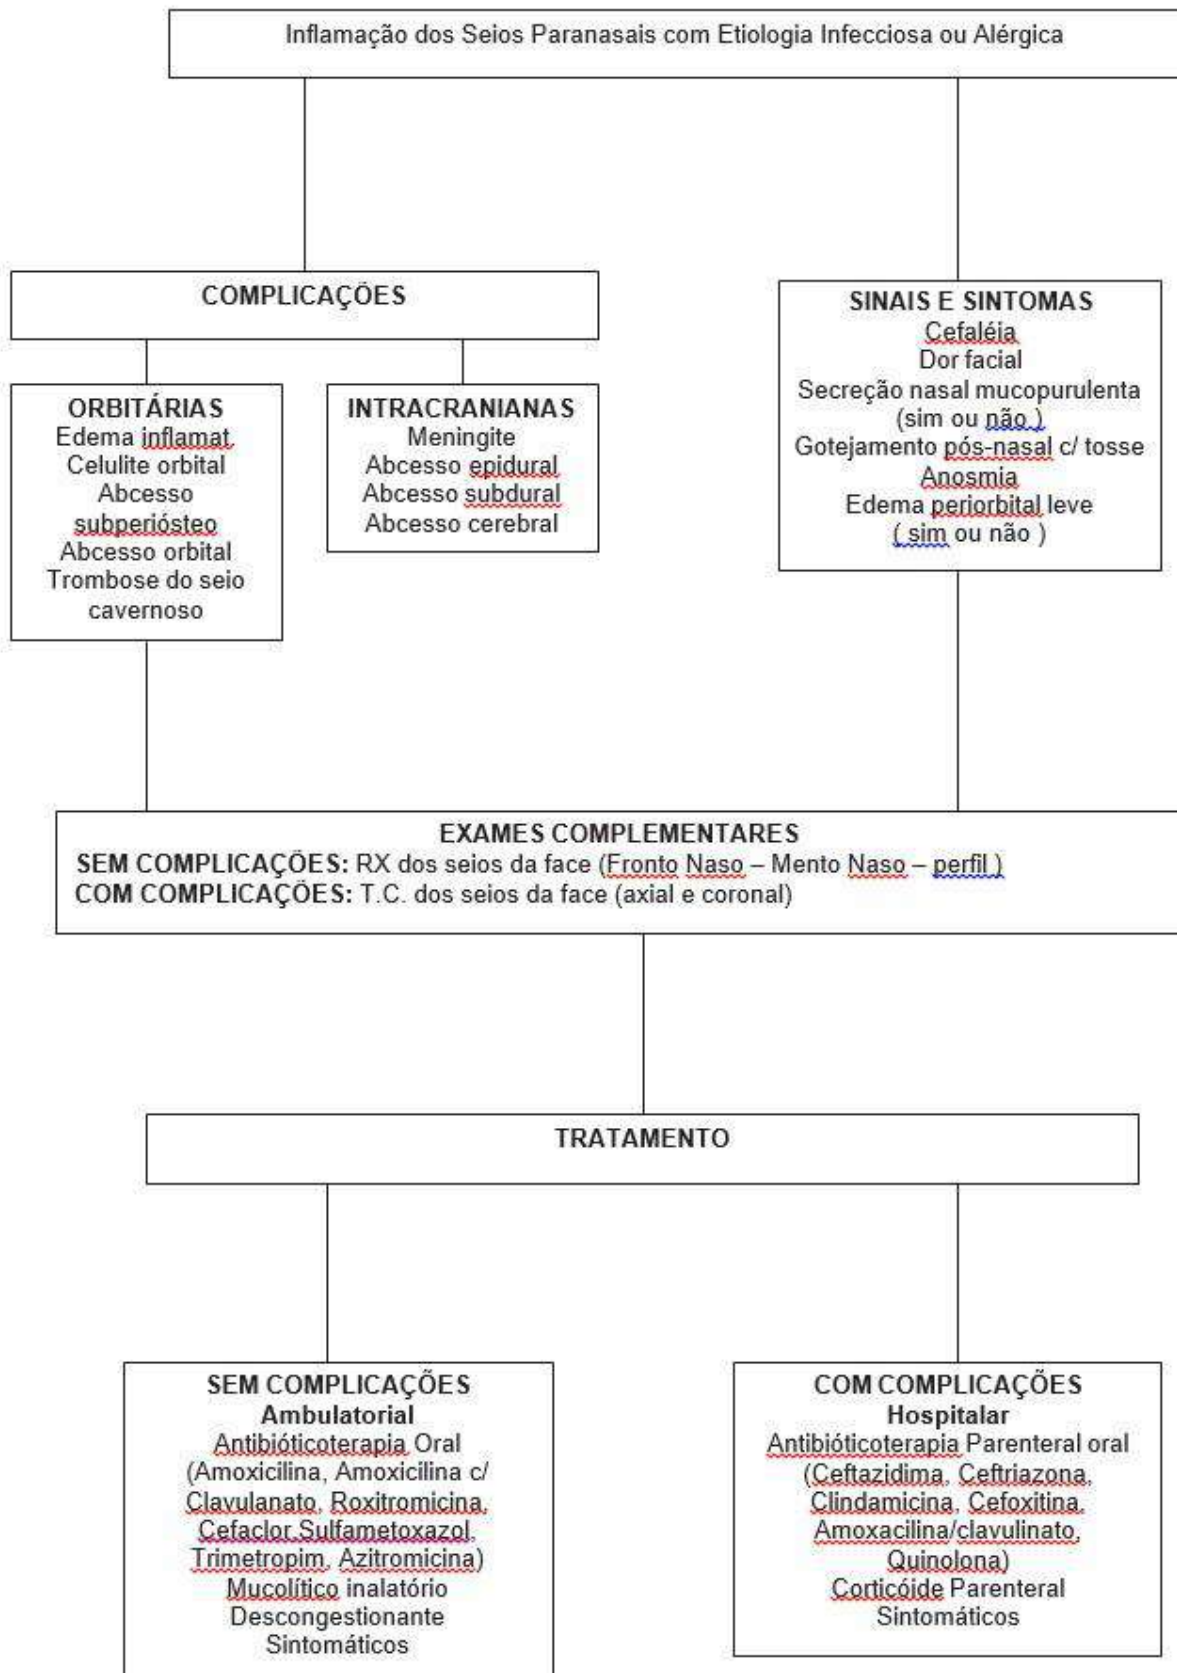 Inflamação dos Seios Paranasais com Etiologia Infecciosa ou Alérgica
COMPLICAÇÕES
ORBITÁRIAS
Edema inflamat.
Celulite orbital
Abcesso
subperiósteo
Abcesso orbital
Trombose do seio
cavernoso
INTRACRANIANAS
Meningite
Abcesso epidural
Abcesso subdural
Abcesso cerebral
SINAIS E SINTOMAS
Cefaléia
Dor facial
Secreção nasal mucopurulenta
(sim ou não )
Gotejamento pós-nasal c/ tosse
Anosmia
Edema periorbital leve
( sim ou não )
EXAMES COMPLEMENTARES
SEM COMPLICAÇÕES: RX dos seios da face (Fronto Naso – Mento Naso – perfil )
COM COMPLICAÇÕES: T.C. dos seios da face (axial e coronal)
TRATAMENTO
SEM COMPLICAÇÕES
Ambulatorial
Antibióticoterapia Oral
(Amoxicilina, Amoxicilina c/
Clavulanato, Roxitromicina,
Cefaclor,Sulfametoxazol,
Trimetropim, Azitromicina)
Mucolítico inalatório
Descongestionante
Sintomáticos
COM COMPLICAÇÕES
Hospitalar
Antibióticoterapia Parenteral oral
(Ceftazidima, Ceftriazona,
Clindamicina, Cefoxitina,
Amoxacilina/clavulinato,
Quinolona)
Corticóide Parenteral
Sintomáticos